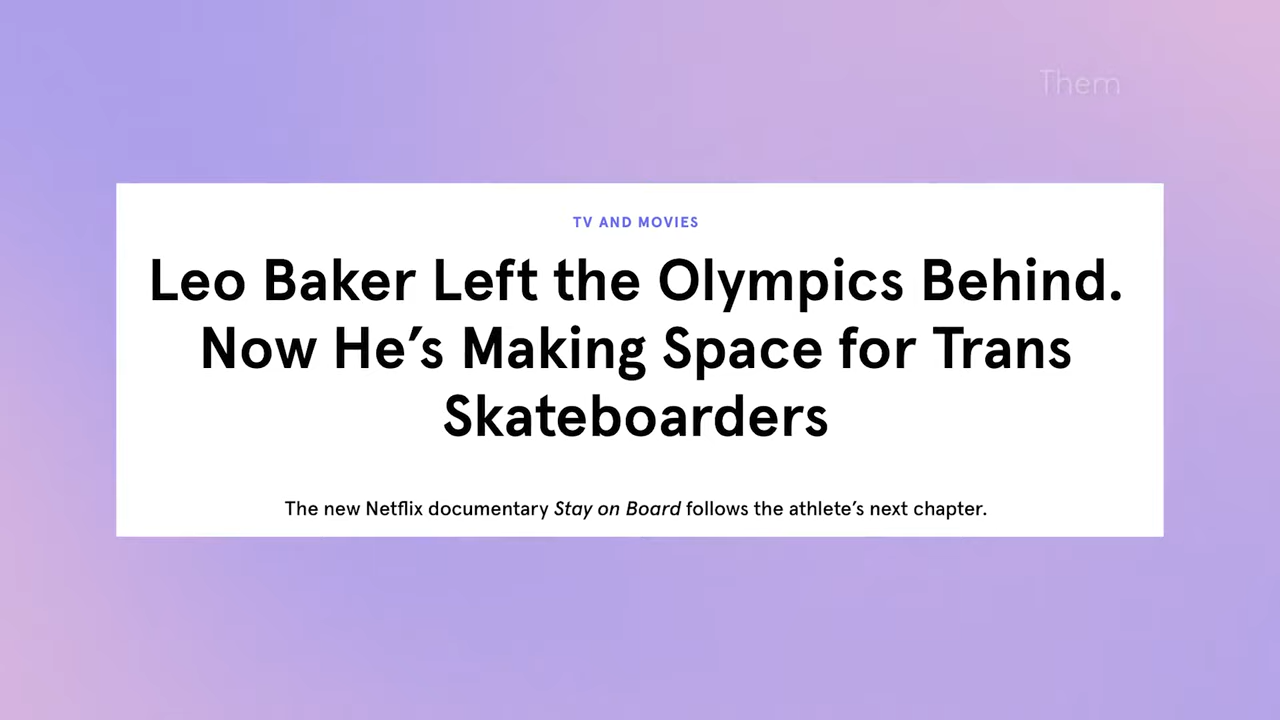 Them
TV AND MOVIES
Leo Baker Left the Olympics Behind.
Now He’s Making Space for Trans
Skateboarders
The new Netflix documentary Stay on Board follows the athlete’s next chapter.